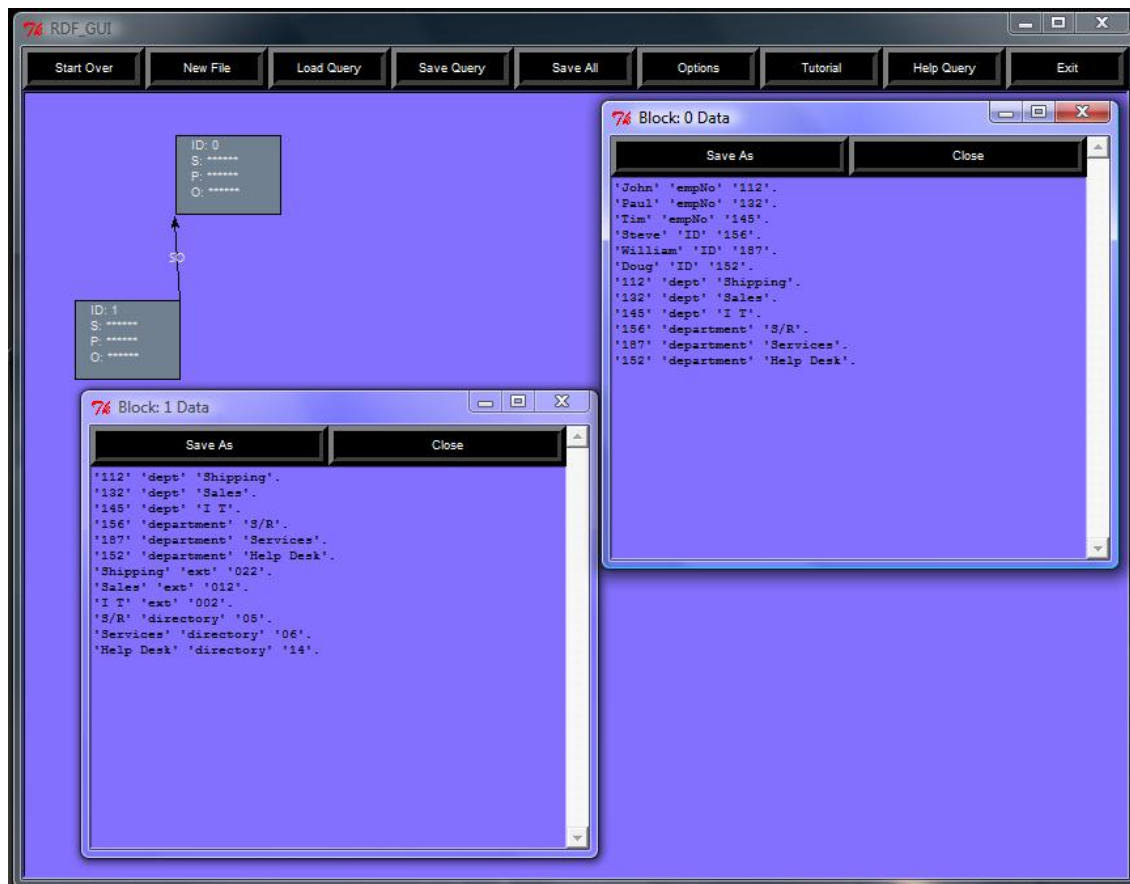 RDF_GUI
Start Over New File Load Query Save Query Save All Options Tutorial Help Query Exit
ID: 0
S: ******
P: ******
O: ******
SO
ID: 1
S: ******
P: ******
O: ******
Block: 0 Data
Save As Close
'John' 'empNo' '112'.
'Paul' 'empNo' '132'.
'Tim' 'empNo' '145'.
'Steve' 'ID' '156'.
'William' 'ID' '187'.
'Doug' 'ID' '152'.
'112' 'dept' 'Shipping'.
'132' 'dept' 'Sales'.
'145' 'dept' 'I T'.
'156' 'department' 'S/R'.
'187' 'department' 'Services'.
'152' 'department' 'Help Desk'.
Block: 1 Data
Save As Close
'112' 'dept' 'Shipping'.
'132' 'dept' 'Sales'.
'145' 'dept' 'I T'.
'156' 'department' 'S/R'.
'187' 'department' 'Services'.
'152' 'department' 'Help Desk'.
'Shipping' 'ext' '022'.
'Sales' 'ext' '012'.
'I T' 'ext' '002'.
'S/R' 'directory' '05'.
'Services' 'directory' '06'.
'Help Desk' 'directory' '14'.